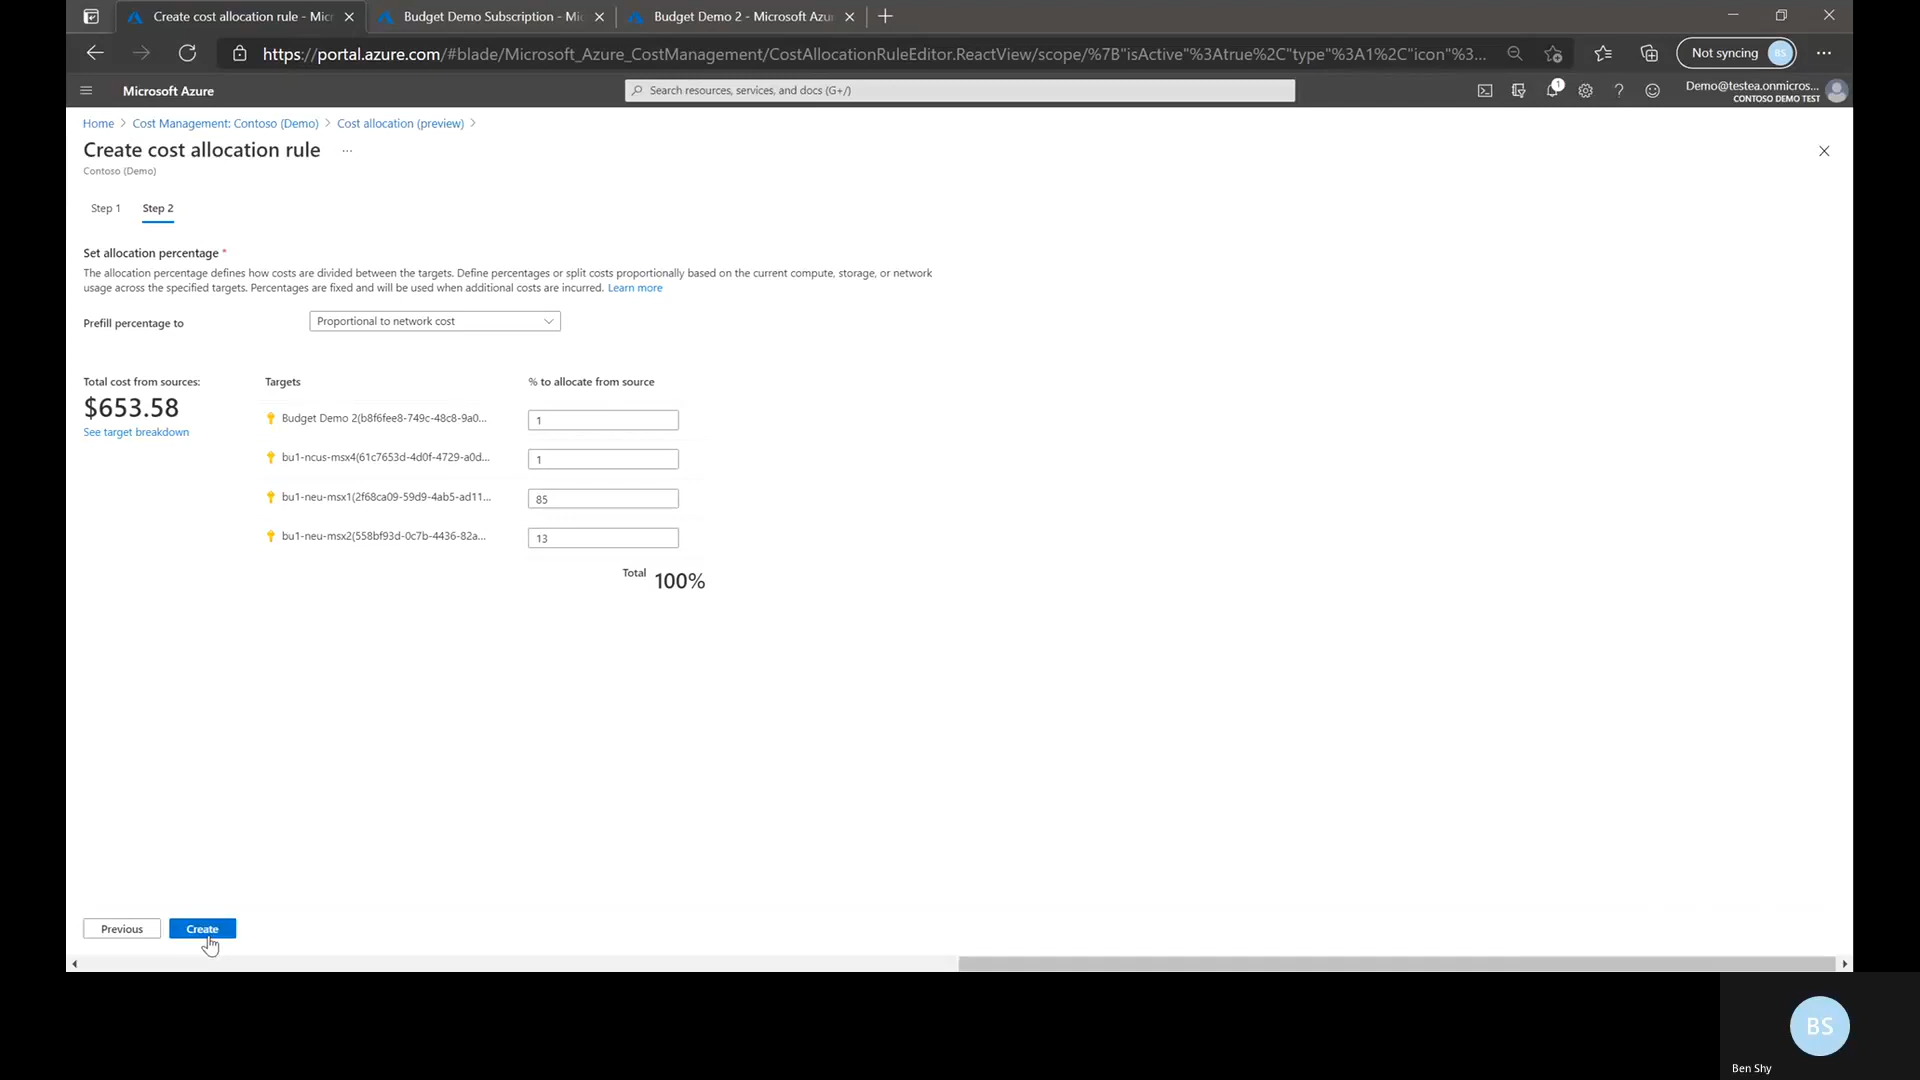 Create cost allocation rule - Micr
Budget Demo Subscription - Mi
Budget Demo 2 - Microsoft Azu
https://portal.azure.com/#blade/Microsoft_Azure_CostManagement/CostAllocationRuleEditor.ReactView/scope/%7B"isActive"%3Atrue%2C"type"%3A1%2C"icon"%3...
Not syncing
BS
Microsoft Azure
Search resources, services, and docs (G+/)
1
Demo@testea.onmicros...
CONTOSO DEMO TEST
Home > Cost Management: Contoso (Demo) > Cost allocation (preview) >
Create cost allocation rule ...
Contoso (Demo)
Step 1
Step 2
Set allocation percentage *
The allocation percentage defines how costs are divided between the targets. Define percentages or split costs proportionally based on the current compute, storage, or network
usage across the specified targets. Percentages are fixed and will be used when additional costs are incurred. Learn more
Prefill percentage to
Proportional to network cost
Total cost from sources:
$653.58
See target breakdown
Targets
% to allocate from source
Budget Demo 2(b8f6fee8-749c-48c8-9a0...
1
bu1-ncus-msx4(61c7653d-4d0f-4729-a0d...
1
bu1-neu-msx1(2f68ca09-59d9-4ab5-ad11...
85
bu1-neu-msx2(558bf93d-0c7b-4436-82a...
13
Total 100%
Previous
Create
BS
Ben Shy